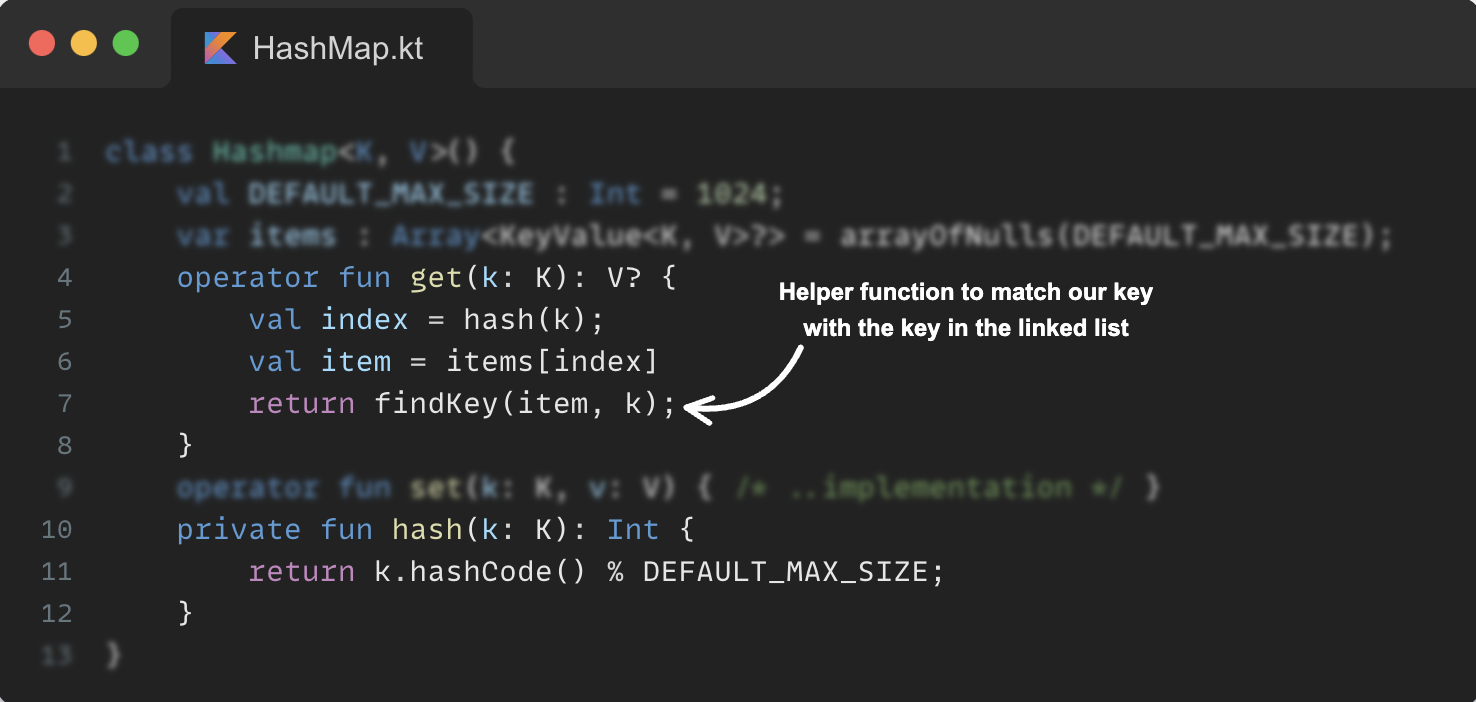 HashMap.kt
1 class Hashmap<K, V>() {
2 val DEFAULT_MAX_SIZE : Int = 1024;
3 var items : Array<KeyValue<K, V>?> = arrayOfNulls(DEFAULT_MAX_SIZE);
4 operator fun get(k: K): V? {
Helper function to match our key
with the key in the linked list
5 val index = hash(k);
6 val item = items[index]
7 return findKey(item, k);
8 }
9 operator fun set(k: K, v: V) { /* ..implementation */ }
10 private fun hash(k: K): Int {
11 return k.hashCode() % DEFAULT_MAX_SIZE;
12 }
13 }